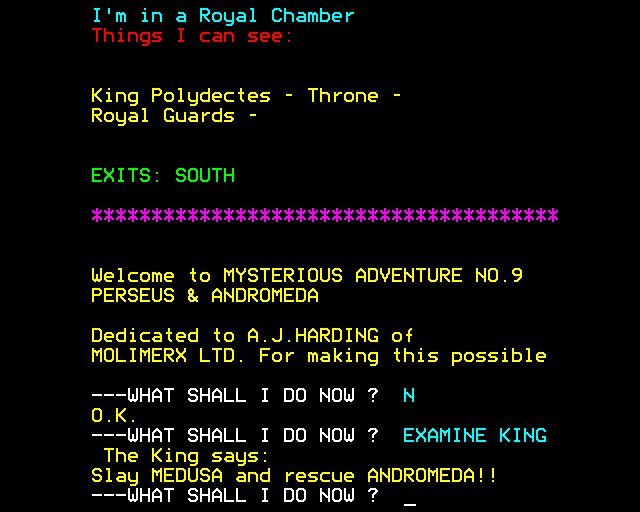 I'm in a Royal Chamber
Things I can see:
King Polydectes - Throne -
Royal Guards -
EXITS: SOUTH
***************************************
Welcome to MYSTERIOUS ADVENTURE NO.9
PERSEUS & ANDROMEDA
Dedicated to A.J.HARDING of
MOLIMERX LTD. For making this possible
---WHAT SHALL I DO NOW ?  N
O.K.
---WHAT SHALL I DO NOW ?  EXAMINE KING
The King says:
Slay MEDUSA and rescue ANDROMEDA!!
---WHAT SHALL I DO NOW ?  _